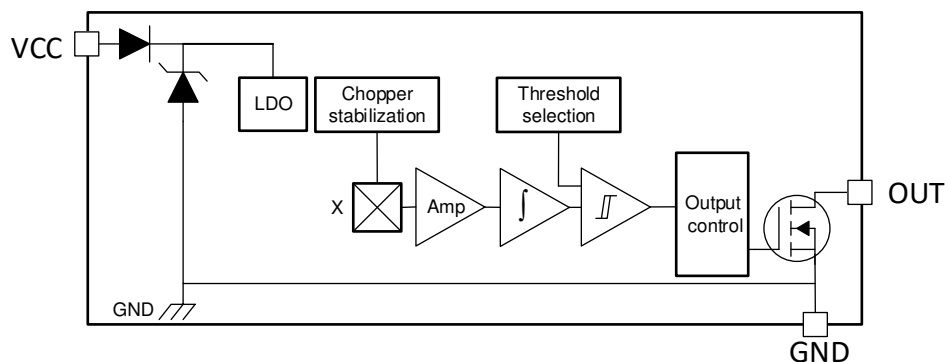 VCC
LDO
Chopper
stabilization
Threshold
selection
X
Amp
∫
Output
control
OUT
GND
GND